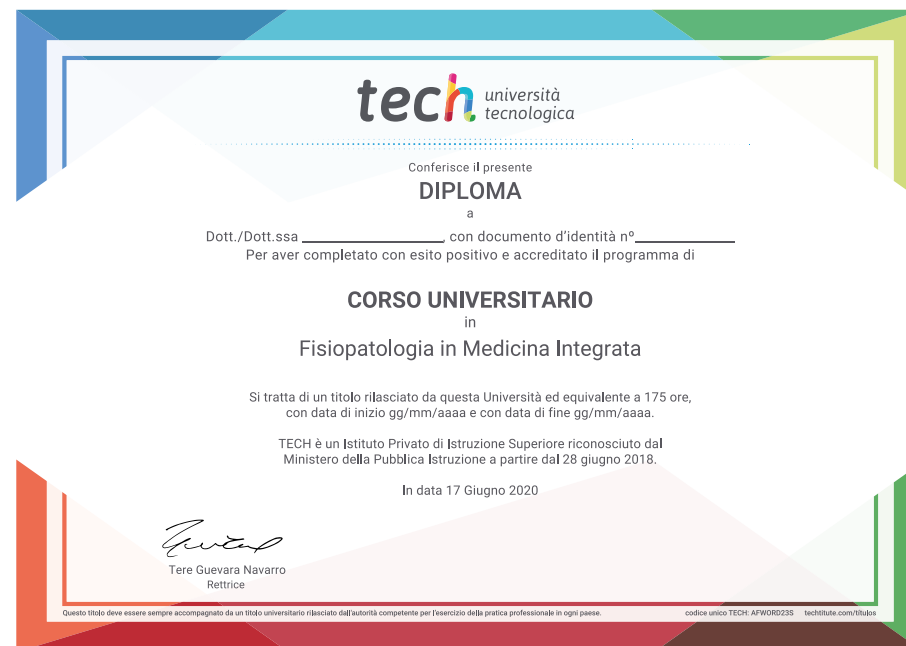 tech università
tecnologica
Conferisce il presente
DIPLOMA
a
Dott./Dott.ssa ____________________, con documento d'identità nº______________
Per aver completato con esito positivo e accreditato il programma di
CORSO UNIVERSITARIO
in
Fisiopatologia in Medicina Integrata
Si tratta di un titolo rilasciato da questa Università ed equivalente a 175 ore,
con data di inizio gg/mm/aaaa e con data di fine gg/mm/aaaa.
TECH è un Istituto Privato di Istruzione Superiore riconosciuto dal
Ministero della Pubblica Istruzione a partire dal 28 giugno 2018.
In data 17 Giugno 2020
Tere Guevara Navarro
Rettrice
Questo titolo deve essere sempre accompagnato da un titolo universitario rilasciato dall'autorità competente per l'esercizio della pratica professionale in ogni paese. codice unico TECH: AFWORD23S techtitute.com/títulos